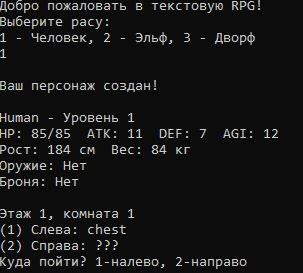 Добро пожаловать в текстовую RPG!
Выберите расу:
1 - Человек, 2 - Эльф, 3 - Дворф
1
Ваш персонаж создан!
Human - Уровень 1
HP: 85/85  ATK: 11  DEF: 7  AGI: 12
Рост: 184 см  Вес: 84 кг
Оружие: Нет
Броня: Нет
Этаж 1, комната 1
(1) Слева: chest
(2) Справа: ???
Куда пойти? 1-налево, 2-направо